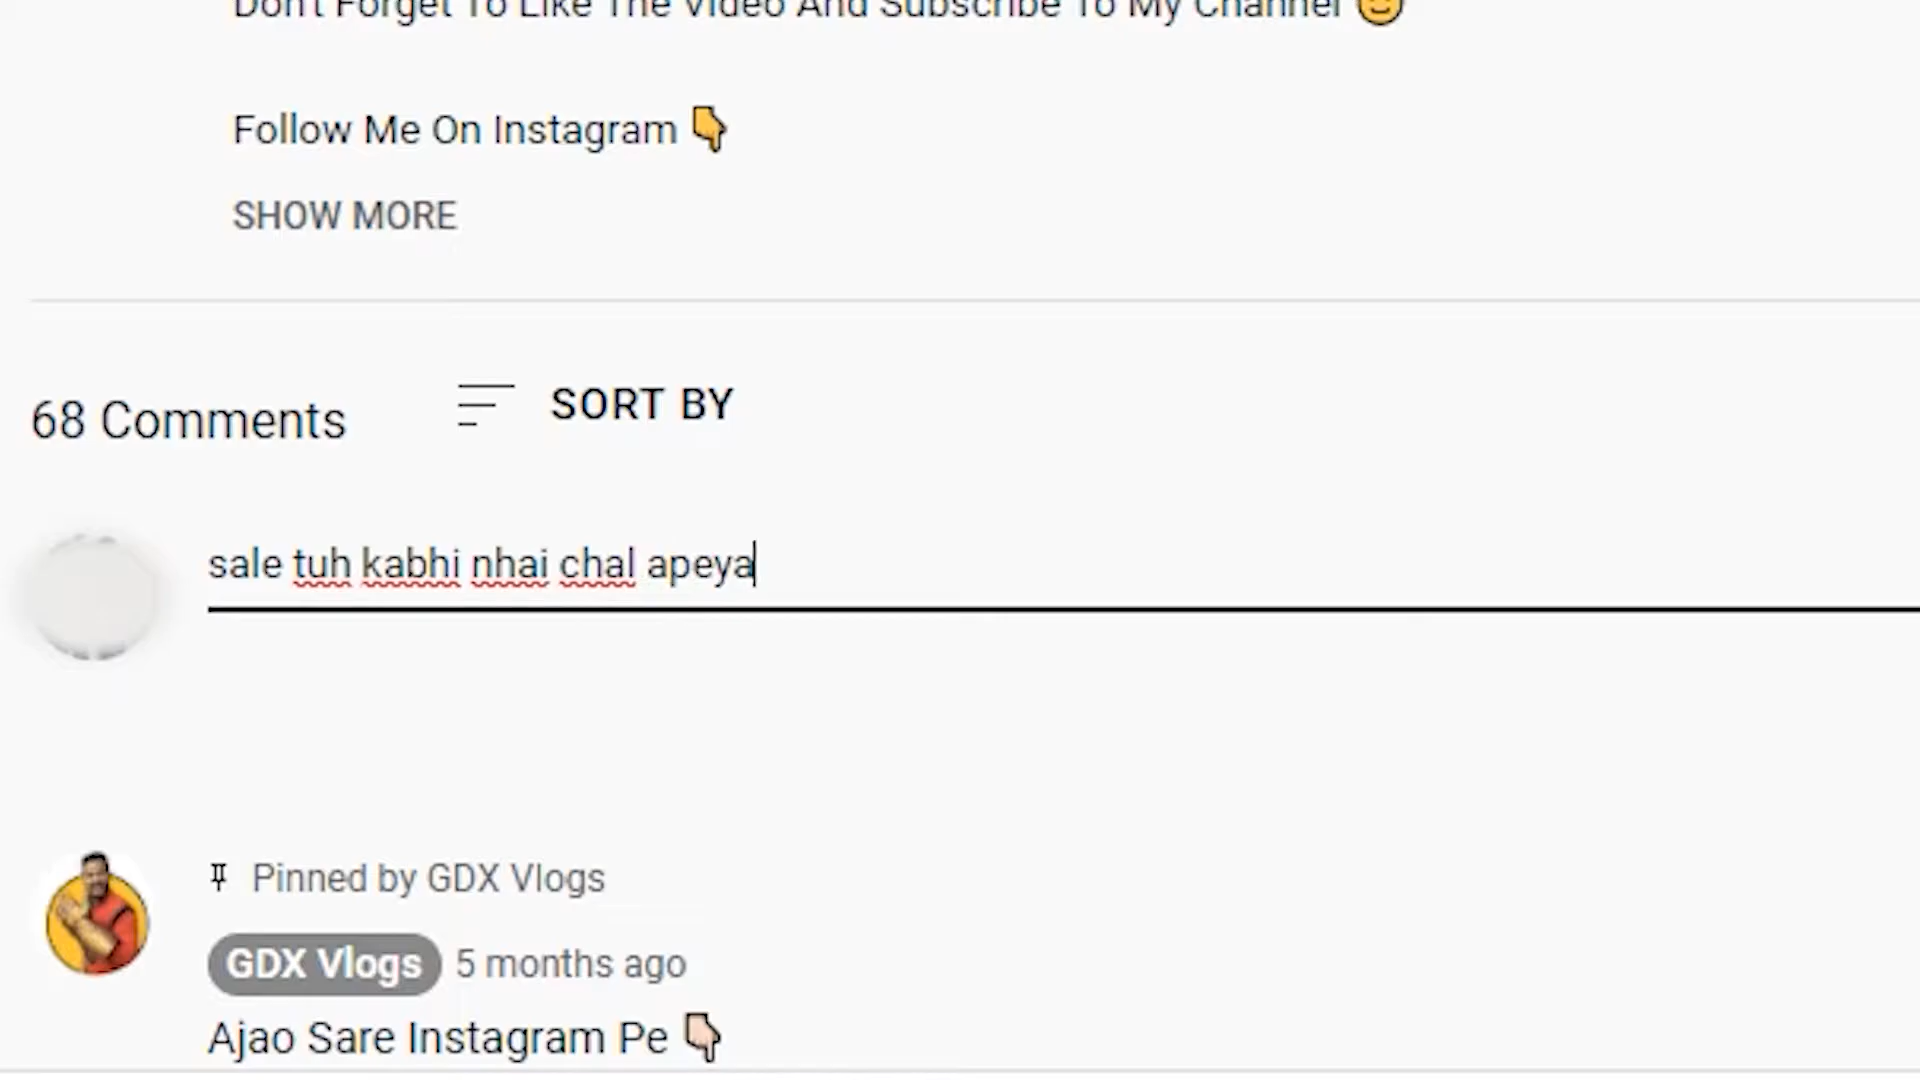 Don't Forget To Like The Video And Subscribe To My Channel 😊
Follow Me On Instagram 👇
SHOW MORE
68 Comments
SORT BY
sale tuh kabhi nhai chal apeya
Pinned by GDX Vlogs
GDX Vlogs 5 months ago
Ajao Sare Instagram Pe 👇🏻